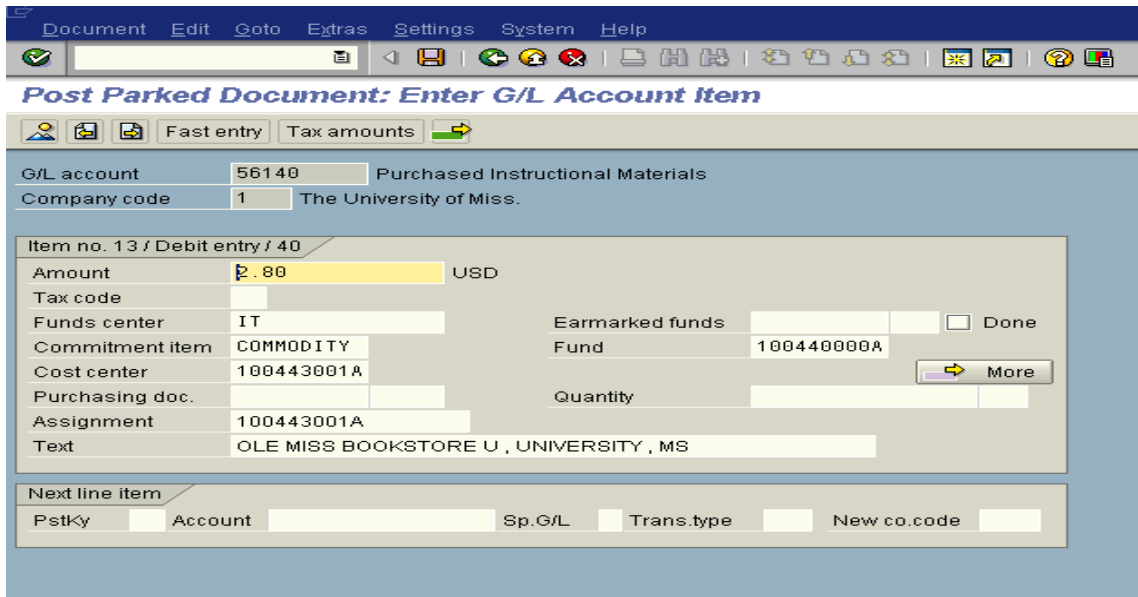 Document Edit Goto Extras Settings System Help
Post Parked Document: Enter G/L Account Item
Fast entry Tax amounts
G/L account 56140 Purchased Instructional Materials
Company code 1 The University of Miss.
Item no. 13 / Debit entry / 40
Amount 2.80 USD
Tax code
Funds center IT Earmarked funds Done
Commitment item COMMODITY Fund 100440000A
Cost center 100443001A More
Purchasing doc. Quantity
Assignment 100443001A
Text OLE MISS BOOKSTORE U , UNIVERSITY , MS
Next line item
PstKy Account Sp.G/L Trans.type New co.code